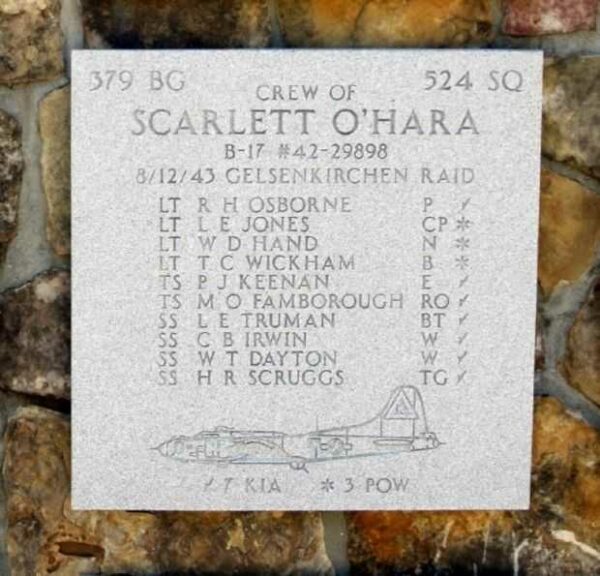 379 BG 524 SQ
CREW OF
SCARLETT O'HARA
B-17 #42-29898
8/12/43 GELSENKIRCHEN RAID
LT R H OSBORNE P ✓
LT L E JONES CP *
LT W D HAND N *
LT T C WICKHAM B *
TS P J KEENAN E ✓
TS M O FAMBOROUGH RO ✓
SS L E TRUMAN BT ✓
SS C B IRWIN W ✓
SS W T DAYTON W ✓
SS H R SCRUGGS TG ✓
✓ 7 KIA * 3 POW